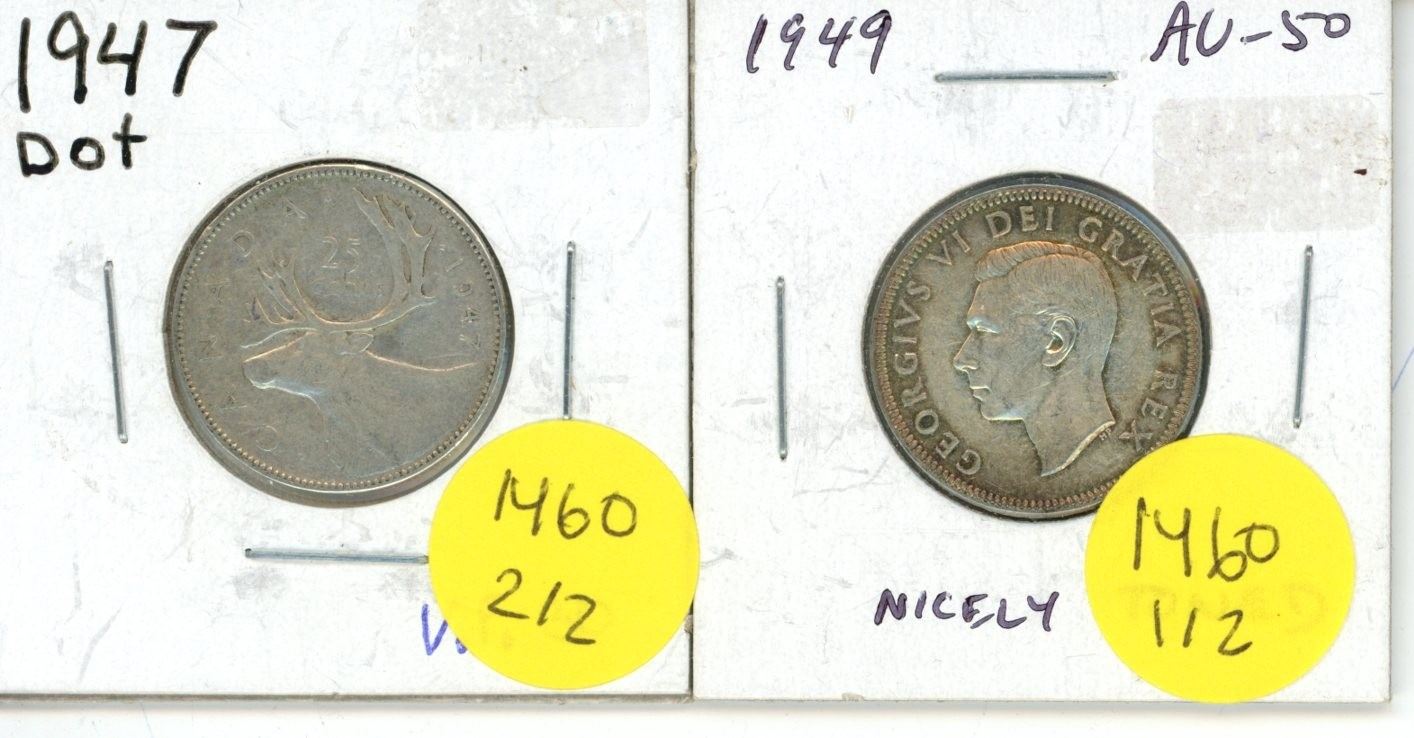 1947
Dot
CANADA
25
1947
1460
2/2
1949
AU-50
GEORGIVS VI DEI GRATIA REX
NICELY
1460
1/2